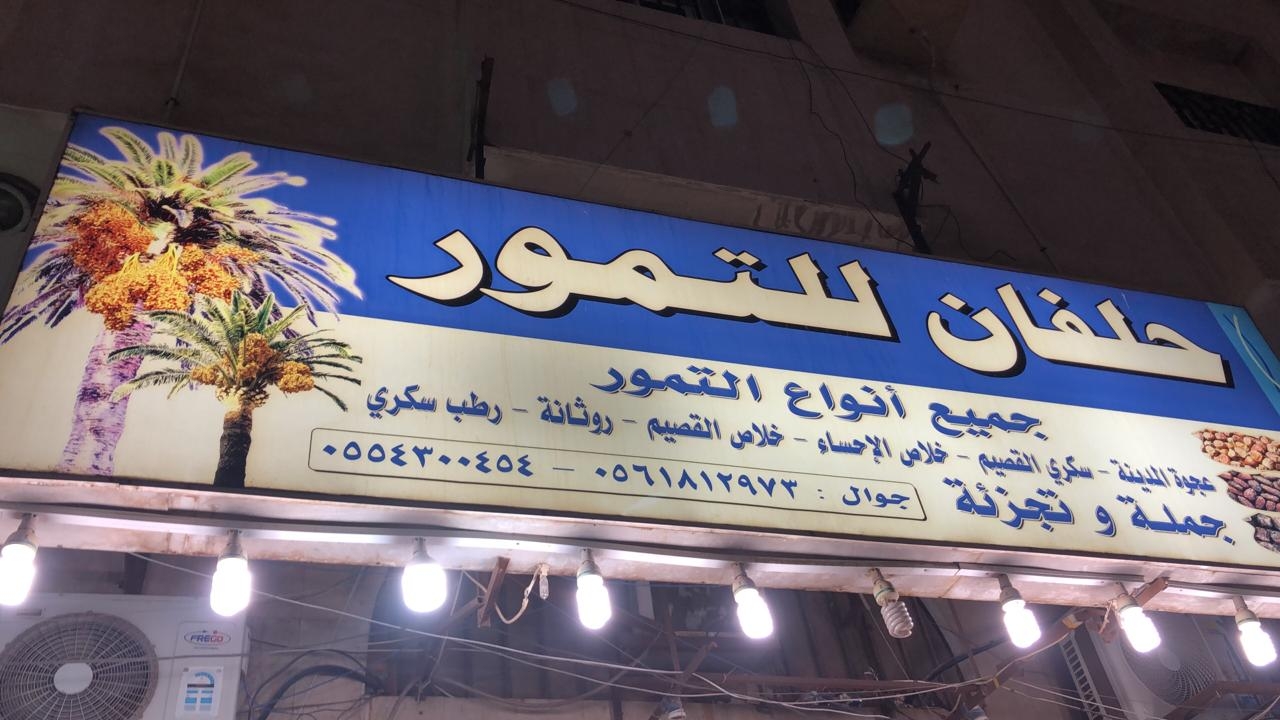 حلفان للتمور
جميع أنواع التمور
عجوة المدينة - سكري القصيم - خلاص الإحساء - خلاص القصيم - روثانة - رطب سكري
جملة و تجزئة
جوال : ٠٥٦١٨١٢٩٧٣ - ٠٥٥٤٣٠٠٤٥٤
FREGO